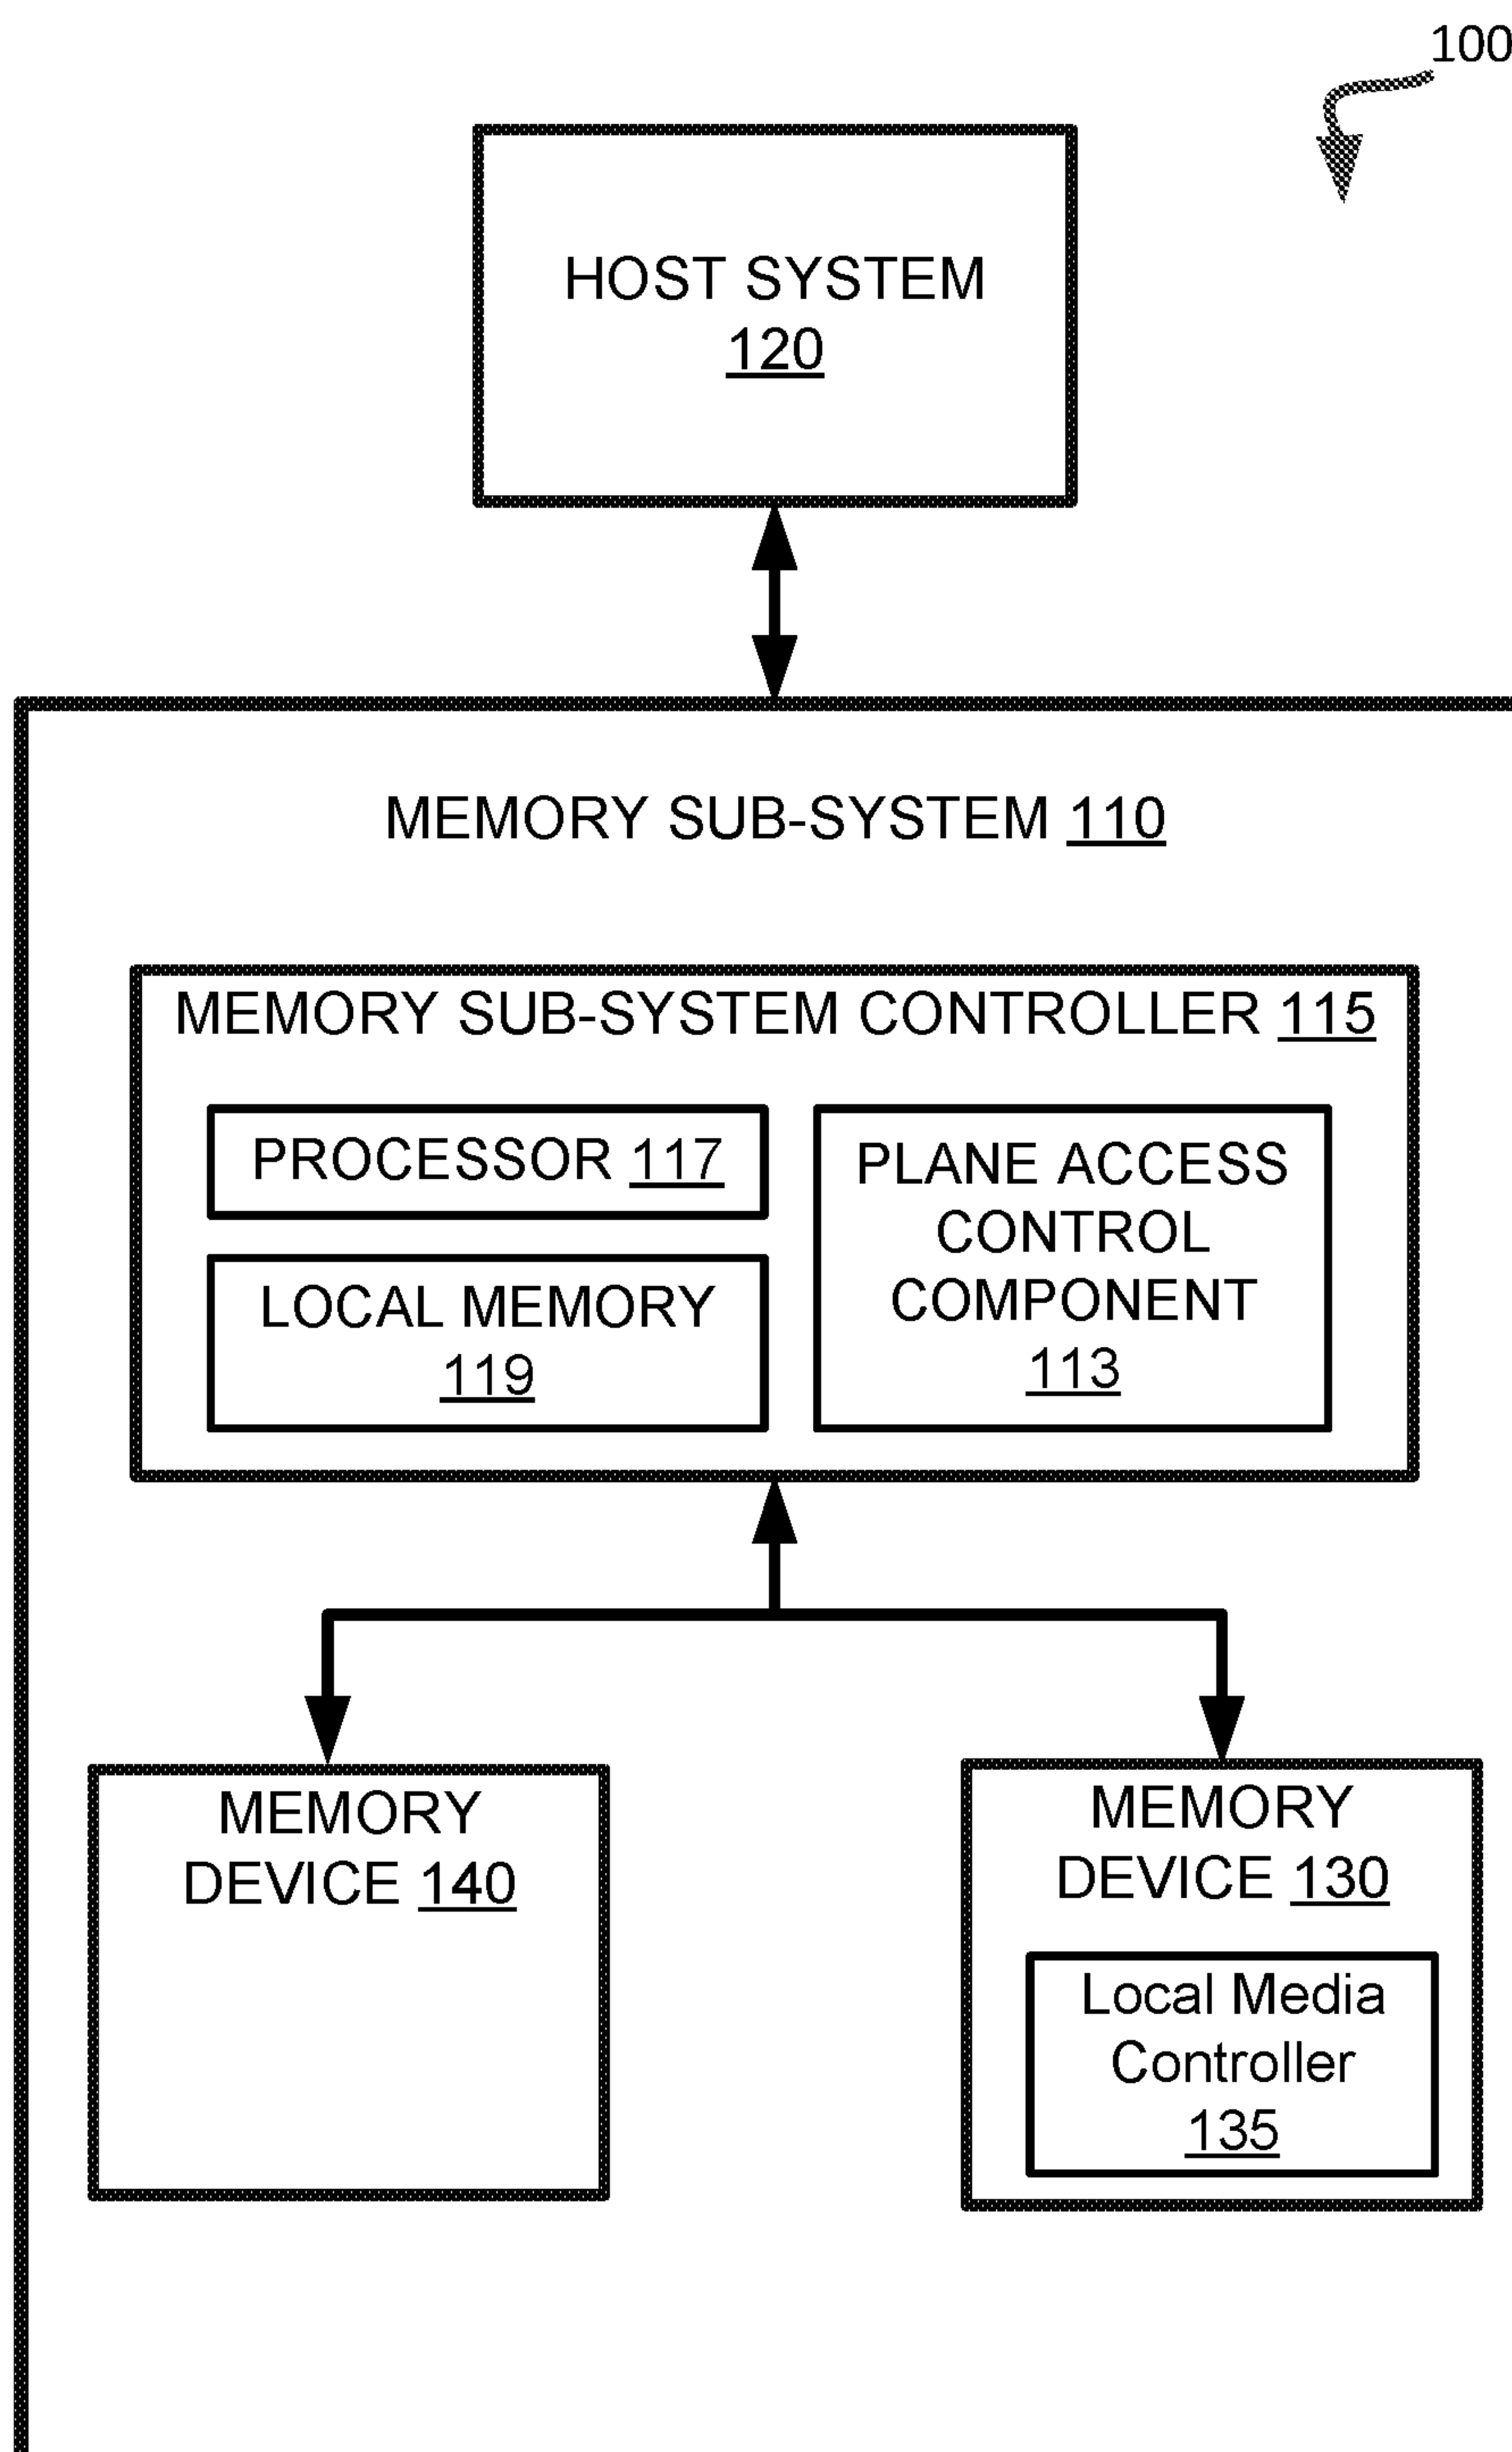 100
HOST SYSTEM
120
MEMORY SUB-SYSTEM 110
MEMORY SUB-SYSTEM CONTROLLER 115
PROCESSOR 117
LOCAL MEMORY
119
PLANE ACCESS
CONTROL
COMPONENT
113
MEMORY
DEVICE 140
MEMORY
DEVICE 130
Local Media
Controller
135